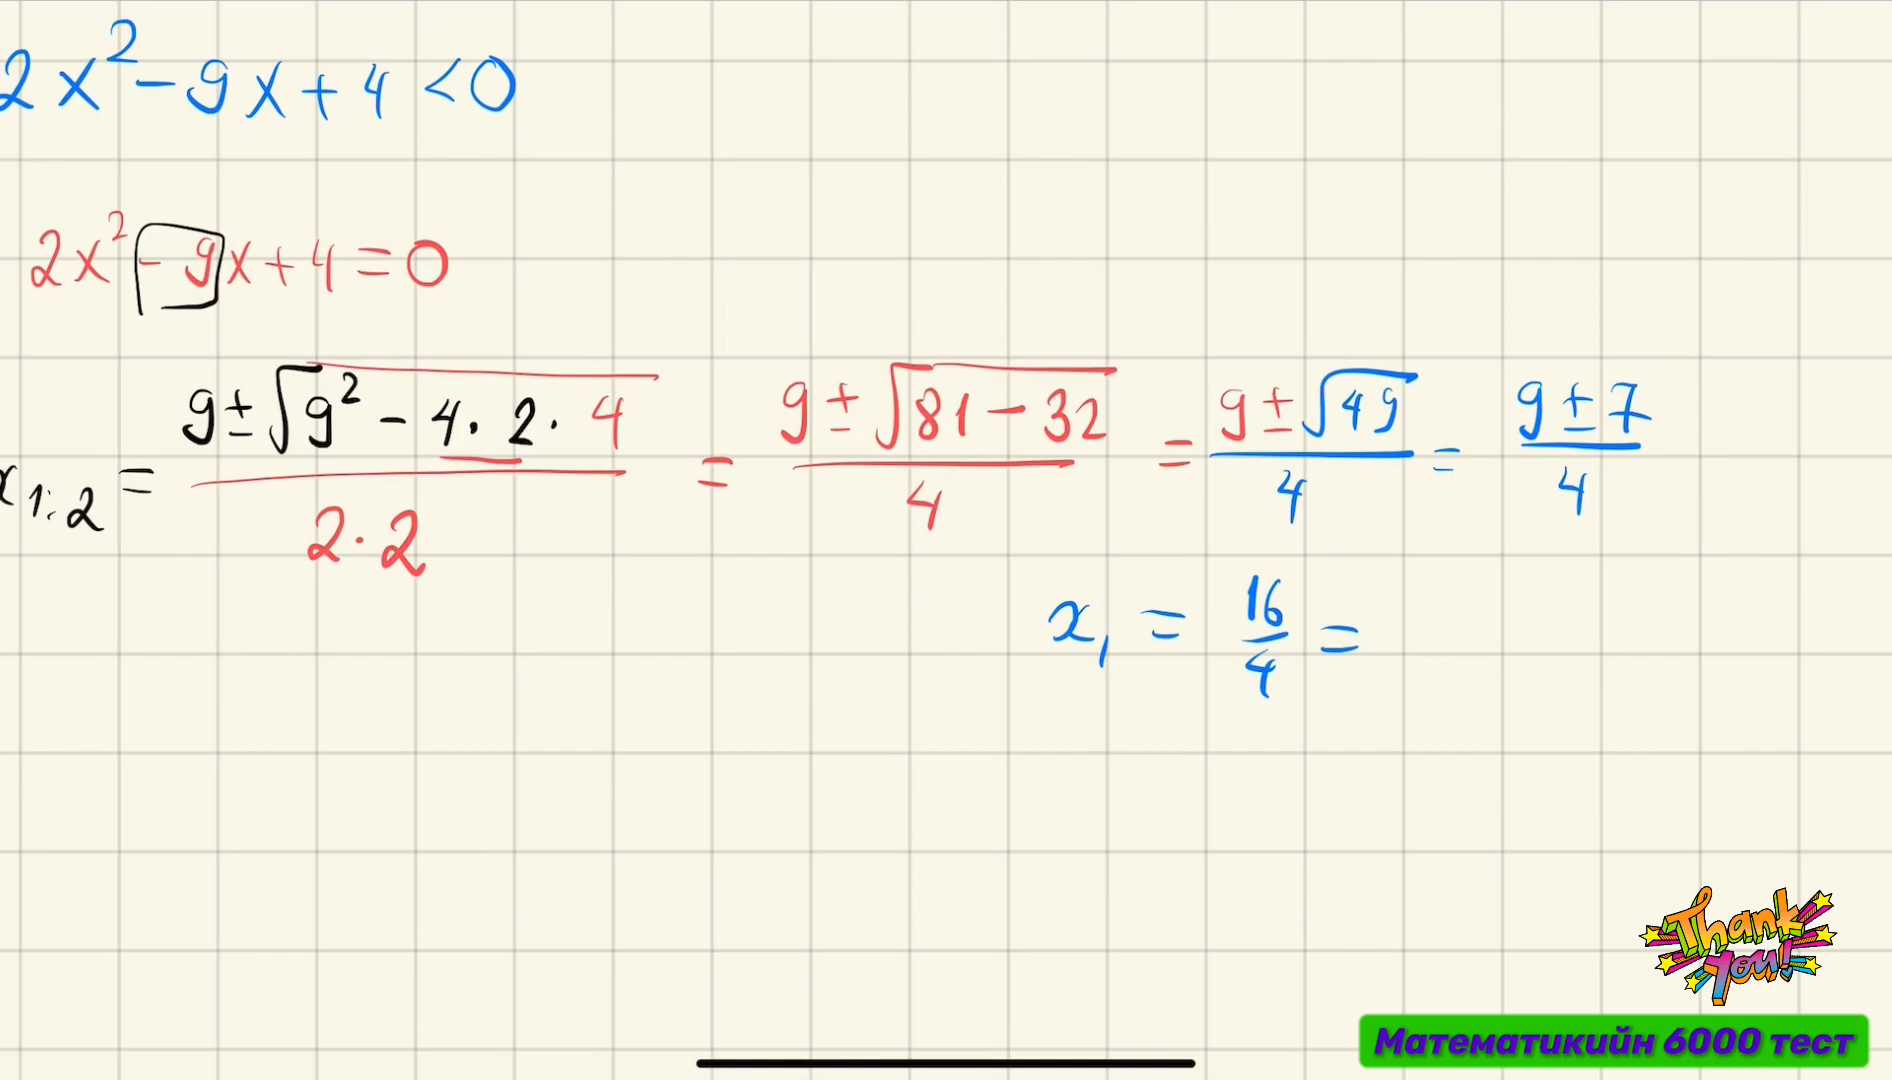 2x² - 9x + 4 < 0
2x² - 9x + 4 = 0
x₁:₂ = (9 ± √(9² - 4 · 2 · 4)) / (2 · 2) = (9 ± √(81 - 32)) / 4 = (9 ± √49) / 4 = (9 ± 7) / 4
x₁ = 16/4 =
Thank You!
Математикийн 6000 тест